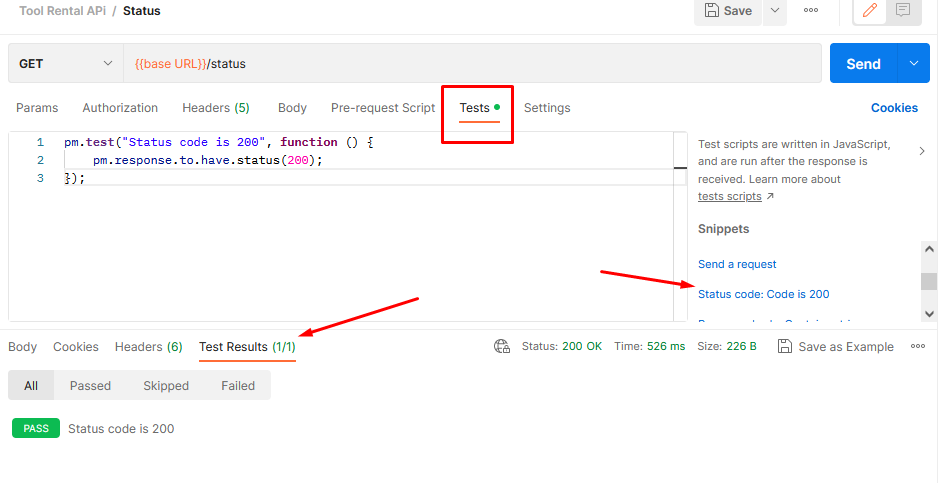 Tool Rental APi / Status
Save
GET
{{base URL}}/status
Send
Params Authorization Headers (5) Body Pre-request Script Tests Settings Cookies
1 pm.test("Status code is 200", function () {
2 pm.response.to.have.status(200);
3 });
Test scripts are written in JavaScript,
and are run after the response is
received. Learn more about
tests scripts
Snippets
Send a request
Status code: Code is 200
Body Cookies Headers (6) Test Results (1/1) Status: 200 OK Time: 526 ms Size: 226 B Save as Example
All Passed Skipped Failed
PASS Status code is 200